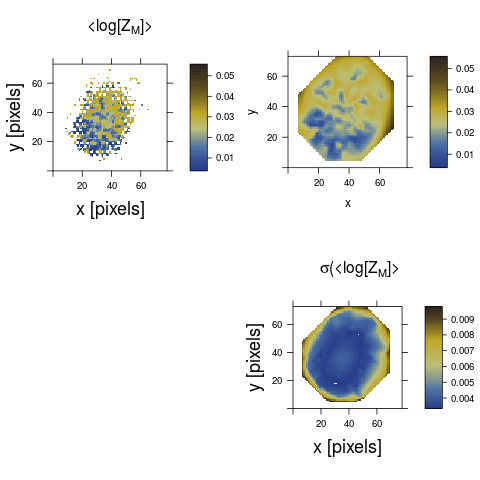 <log[Z_M]>
0.05
0.04
0.03
0.02
0.01
60
40
20
20 40 60
x [pixels]
y [pixels]
0.05
0.04
0.03
0.02
0.01
60
40
20
20 40 60
x
y
σ(<log[Z_M]>
0.009
0.008
0.007
0.006
0.005
0.004
60
40
20
20 40 60
x [pixels]
y [pixels]